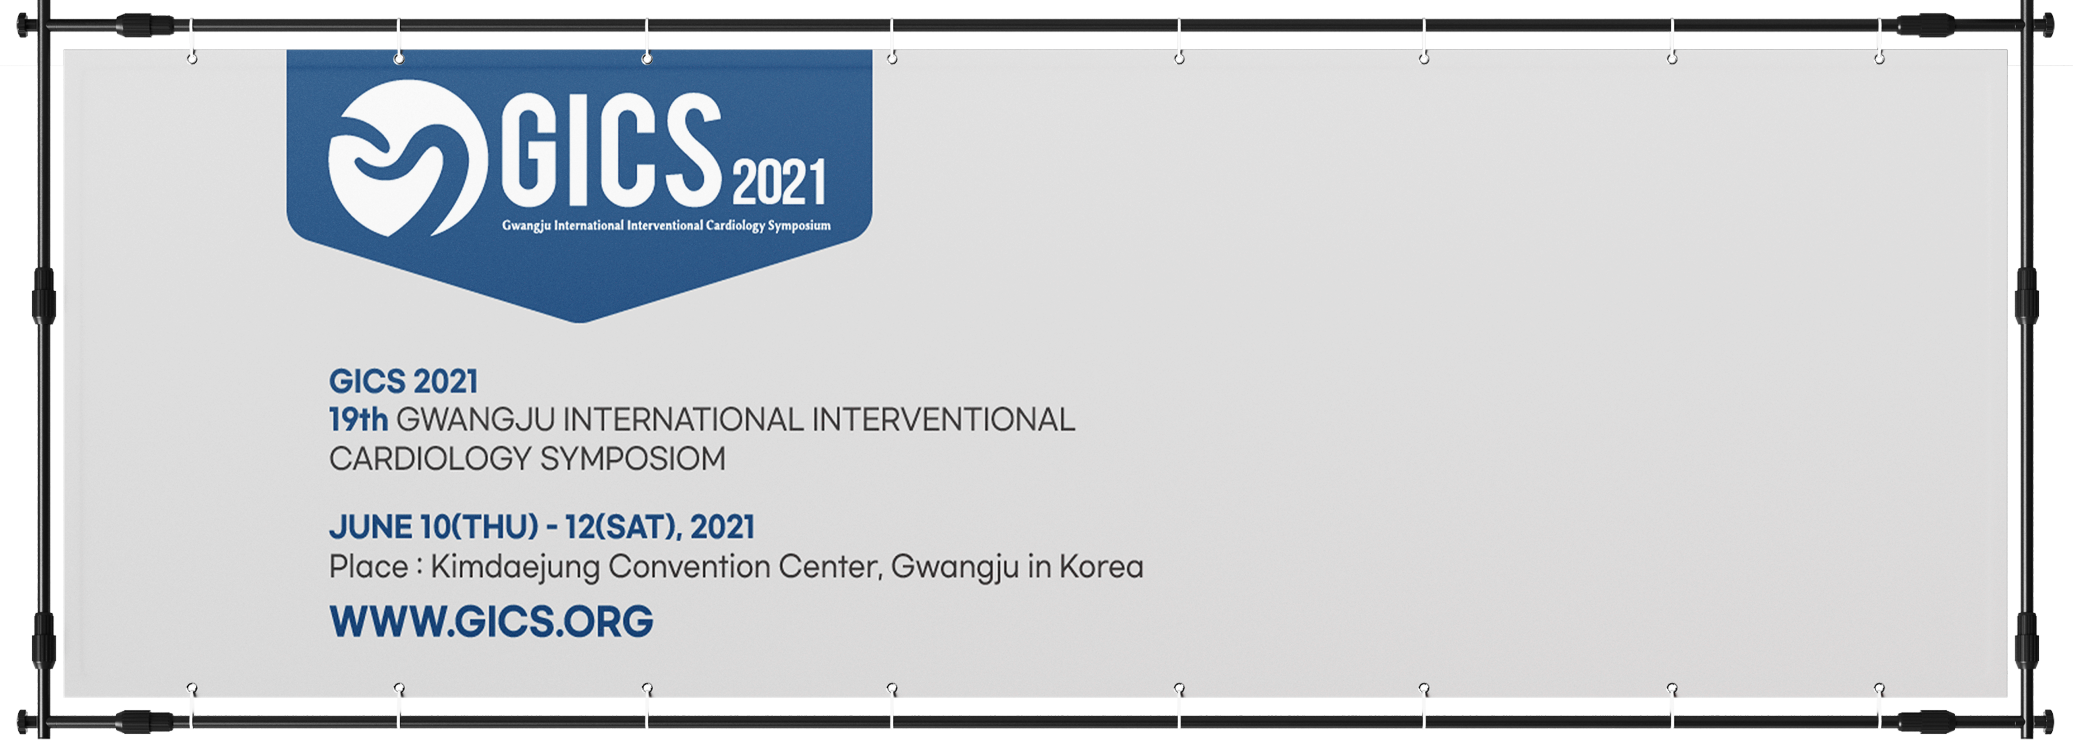 GICS 2021
Gwangju International Interventional Cardiology Symposium
GICS 2021
19th GWANGJU INTERNATIONAL INTERVENTIONAL
CARDIOLOGY SYMPOSIOM
JUNE 10(THU) - 12(SAT), 2021
Place : Kimdaejung Convention Center, Gwangju in Korea
WWW.GICS.ORG